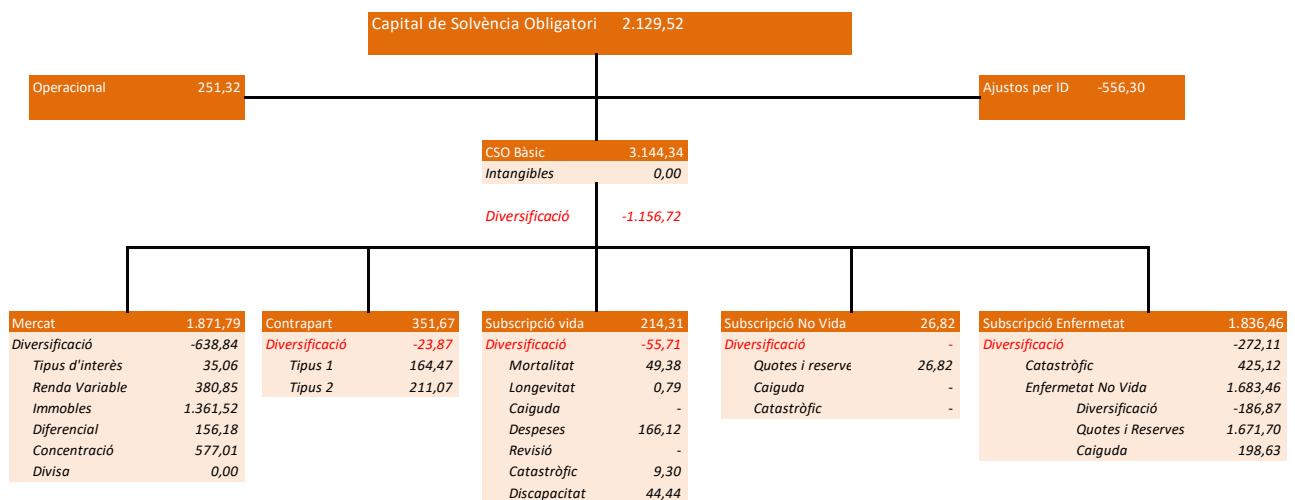 Capital de Solvència Obligatori 2.129,52
Operacional 251,32
Ajustos per ID -556,30
CSO Bàsic 3.144,34
Intangibles 0,00
Diversificació -1.156,72
Mercat 1.871,79
Diversificació -638,84
Tipus d'interès 35,06
Renda Variable 380,85
Immobles 1.361,52
Diferencial 156,18
Concentració 577,01
Divisa 0,00
Contrapart 351,67
Diversificació -23,87
Tipus 1 164,47
Tipus 2 211,07
Subscripció vida 214,31
Diversificació -55,71
Mortalitat 49,38
Longevitat 0,79
Caiguda -
Despeses 166,12
Revisió -
Catastròfic 9,30
Discapacitat 44,44
Subscripció No Vida 26,82
Diversificació -
Quotes i reserve 26,82
Caiguda -
Catastròfic -
Subscripció Enfermetat 1.836,46
Diversificació -272,11
Catastròfic 425,12
Enfermetat No Vida 1.683,46
Diversificació -186,87
Quotes i Reserves 1.671,70
Caiguda 198,63